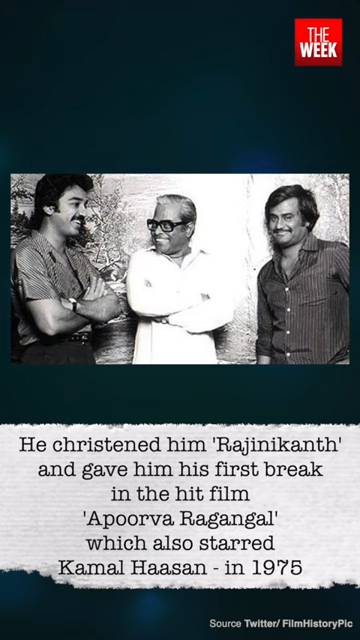 THE
WEEK
He christened him 'Rajinikanth'
and gave him his first break
in the hit film
'Apoorva Ragangal'
which also starred
Kamal Haasan - in 1975
Source Twitter/ FilmHistoryPic